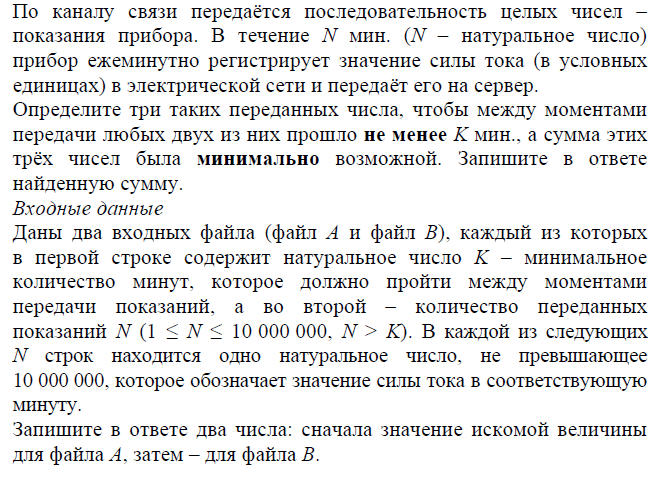 По каналу связи передаётся последовательность целых чисел –
показания прибора. В течение N мин. (N – натуральное число)
прибор ежеминутно регистрирует значение силы тока (в условных
единицах) в электрической сети и передаёт его на сервер.
Определите три таких переданных числа, чтобы между моментами
передачи любых двух из них прошло не менее K мин., а сумма этих
трёх чисел была минимально возможной. Запишите в ответе
найденную сумму.
Входные данные
Даны два входных файла (файл A и файл B), каждый из которых
в первой строке содержит натуральное число K – минимальное
количество минут, которое должно пройти между моментами
передачи показаний, а во второй – количество переданных
показаний N (1 ≤ N ≤ 10 000 000, N > K). В каждой из следующих
N строк находится одно натуральное число, не превышающее
10 000 000, которое обозначает значение силы тока в соответствующую
минуту.
Запишите в ответе два числа: сначала значение искомой величины
для файла A, затем – для файла B.